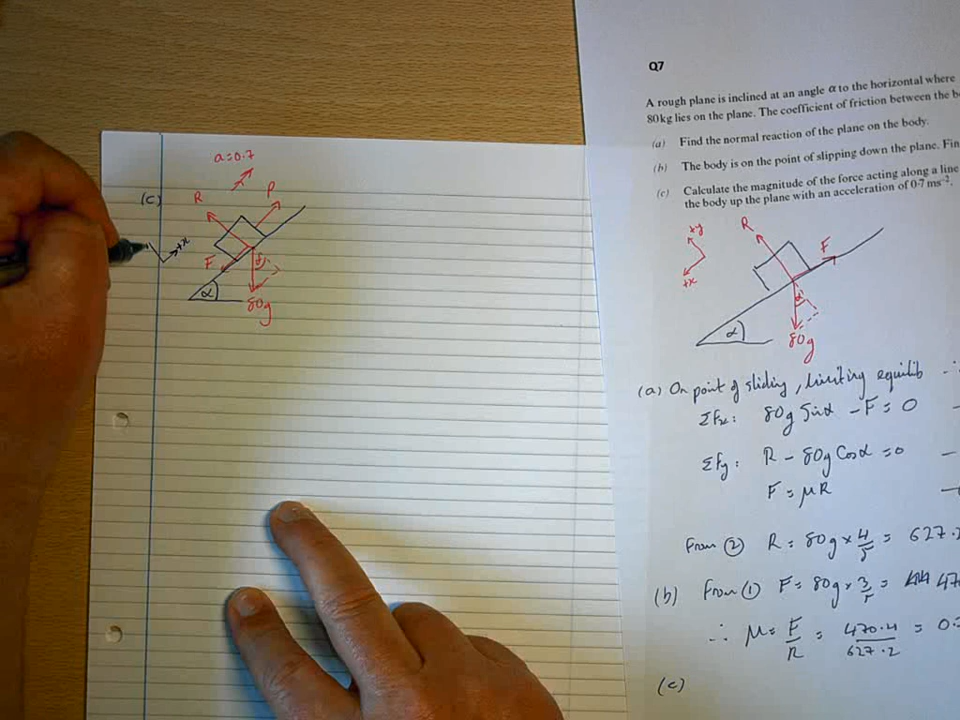 (c)
a=0.7
R
P
+x
F
α
80g
Q7
A rough plane is inclined at an angle α to the horizontal where
80 kg lies on the plane. The coefficient of friction between the b
(a) Find the normal reaction of the plane on the body.
(b) The body is on the point of slipping down the plane. Fin
(c) Calculate the magnitude of the force acting along a line
the body up the plane with an acceleration of 0·7 ms⁻².
+y
R
F
+x
α
α
80g
(a) On point of sliding, limiting equilib ∴
ΣFx: 80g Sinα - F = 0
ΣFy: R - 80g Cosα = 0
F = μR
From ② R = 80g × 4/5 = 627.2
(b) From ① F = 80g × 3/5 = 47
∴ μ = F/R = 470.4/627.2 = 0.
(c)